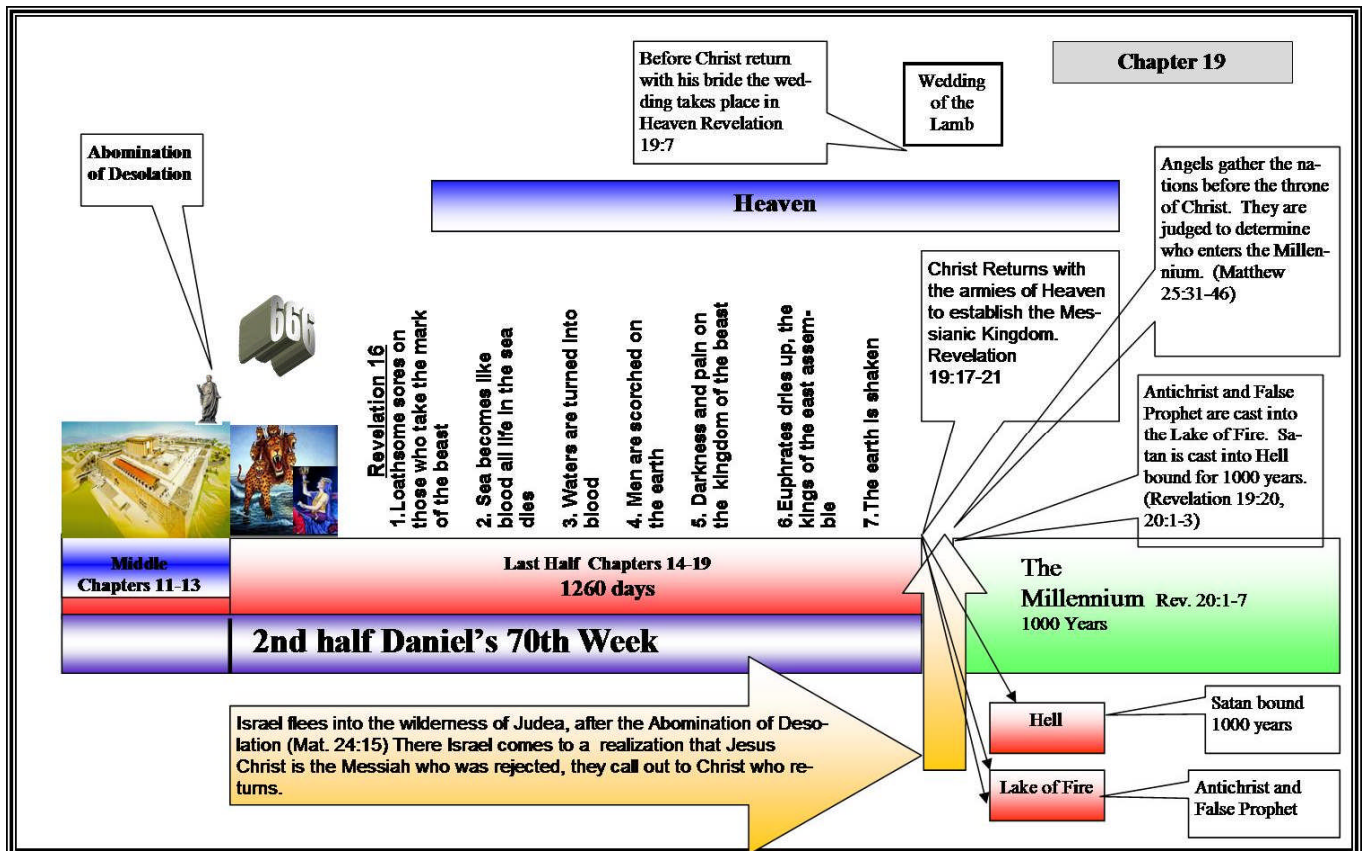 Chapter 19
Before Christ return
with his bride the wed-
ding takes place in
Heaven Revelation
19:7
Wedding
of the
Lamb
Abomination
of Desolation
Angels gather the na-
tions before the throne
of Christ. They are
judged to determine
who enters the Millen-
nium. (Matthew
25:31-46)
Heaven
Christ Returns with
the armies of Heaven
to establish the Mes-
sianic Kingdom.
Revelation
19:17-21
666
Revelation 16
1.Loathsome sores on
those who take the mark
of the beast
2. Sea becomes like
blood all life in the sea
dies
3. Waters are turned into
blood
4. Men are scorched on
the earth
5. Darkness and pain on
the kingdom of the beast
6.Euphrates dries up, the
kings of the east assem-
ble
7.The earth is shaken
Antichrist and False
Prophet are cast into
the Lake of Fire. Sa-
tan is cast into Hell
bound for 1000 years.
(Revelation 19:20,
20:1-3)
Middle
Chapters 11-13
Last Half Chapters 14-19
1260 days
The
Millennium Rev. 20:1-7
1000 Years
2nd half Daniel's 70th Week
Israel flees into the wilderness of Judea, after the Abomination of Deso-
lation (Mat. 24:15) There Israel comes to a realization that Jesus
Christ is the Messiah who was rejected, they call out to Christ who re-
turns.
Hell
Satan bound
1000 years
Lake of Fire
Antichrist and
False Prophet